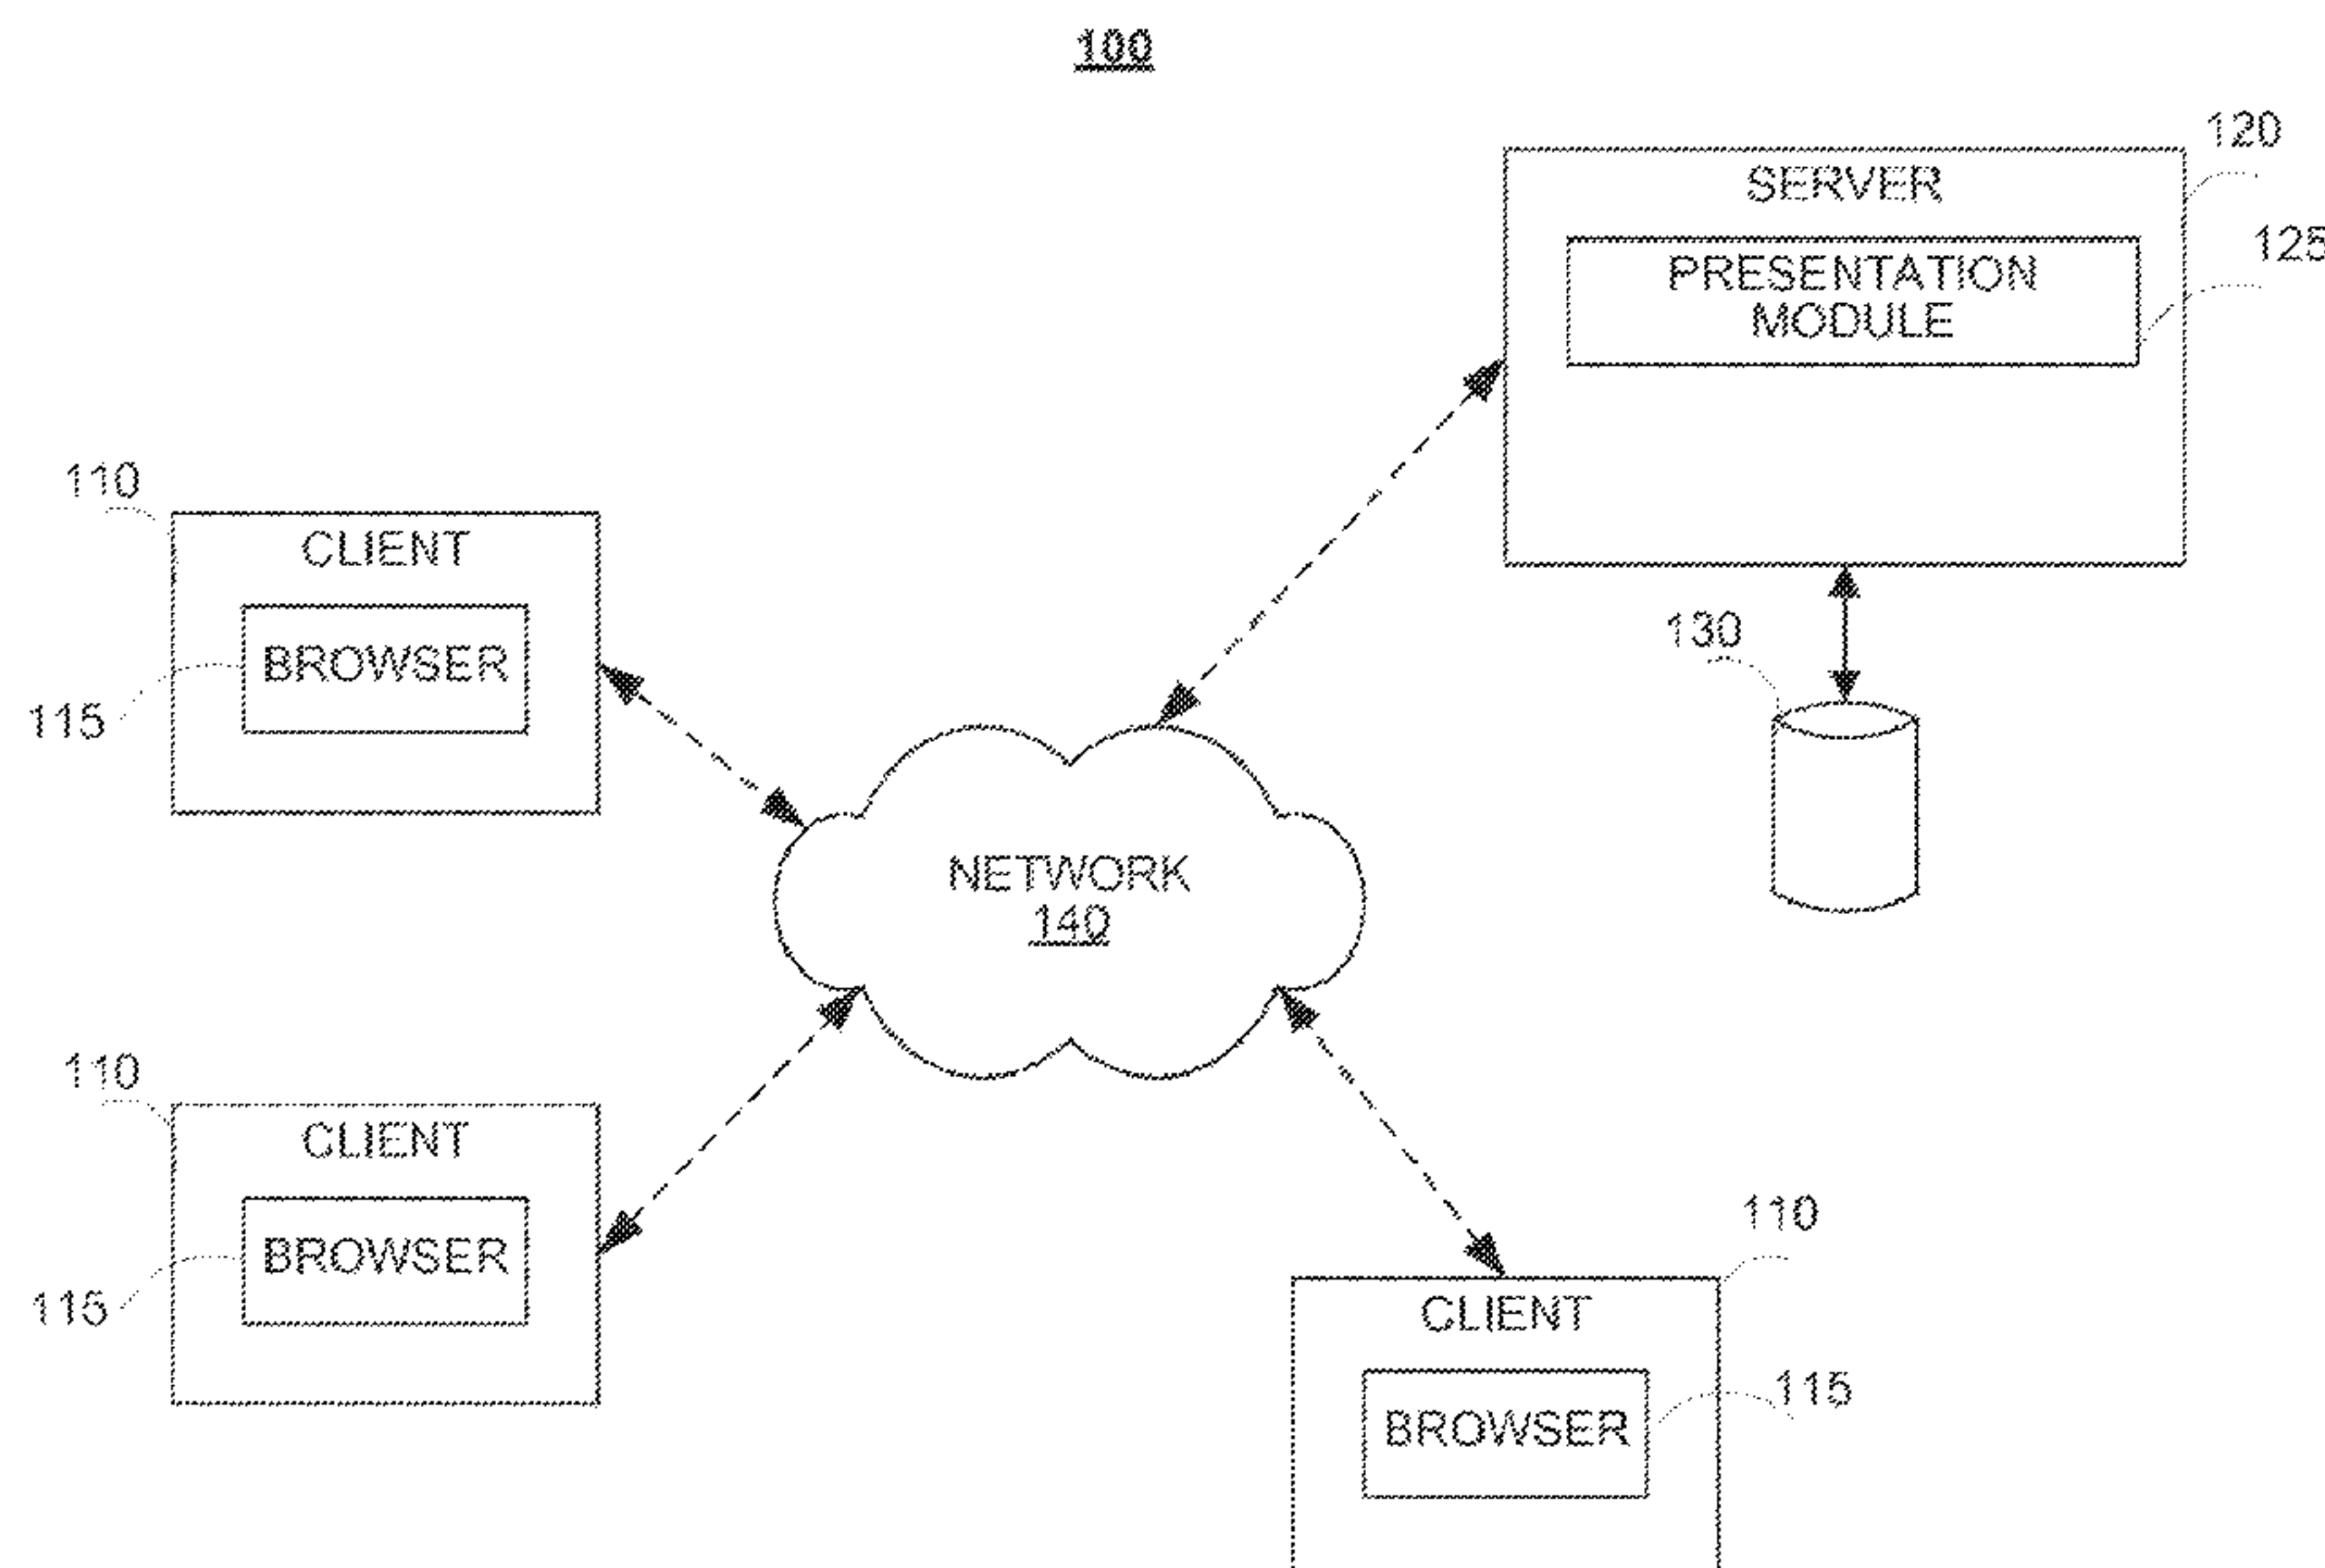 100
120
SERVER
125
PRESENTATION
MODULE
110
CLIENT
BROWSER
115
130
NETWORK
140
110
CLIENT
BROWSER
115
110
CLIENT
115
BROWSER